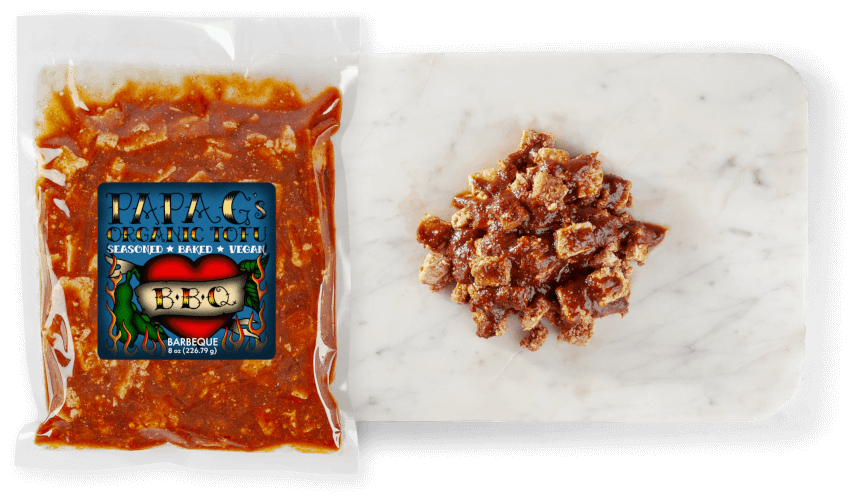 PAPA G's
ORGANIC TOFU
SEASONED ★ BAKED ★ VEGAN
B•B•Q
BARBEQUE
8 oz (226.79 g)